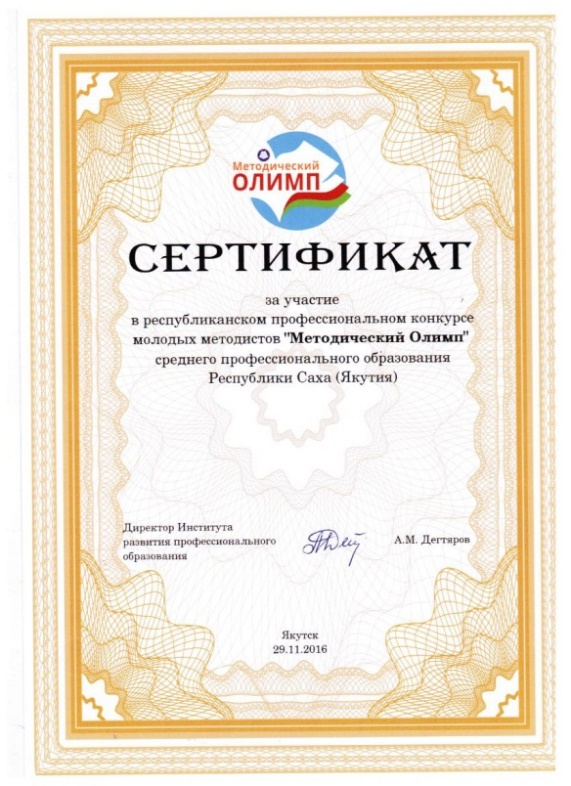 Методический
ОЛИМП
СЕРТИФИКАТ
за участие
в республиканском профессиональном конкурсе
молодых методистов "Методический Олимп"
среднего профессионального образования
Республики Саха (Якутия)
Директор Института
развития профессионального
образования
А.М. Дегтяров
Якутск
29.11.2016